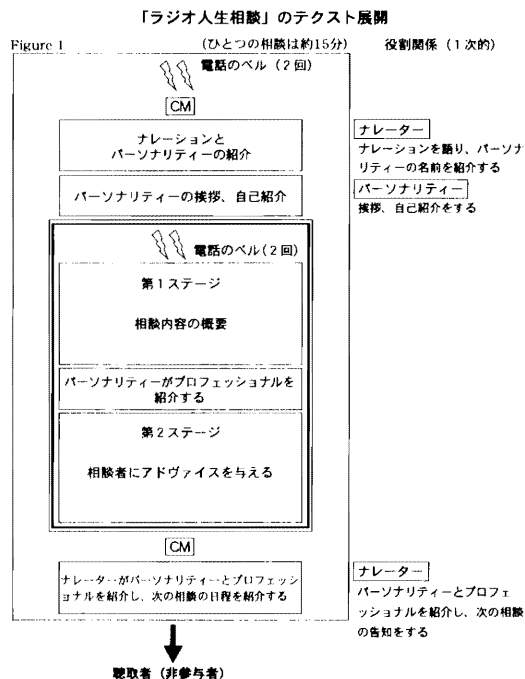 「ラジオ人生相談」のテクスト展開
Figure 1
(ひとつの相談は約15分)
役割関係(1次的)
電話のベル(2回)
CM
ナレーションと
パーソナリティーの紹介
ナレーター
ナレーションを語り、パーソナ
リティーの名前を紹介する
パーソナリティーの挨拶、自己紹介
パーソナリティー
挨拶、自己紹介をする
電話のベル(2回)
第1ステージ
相談内容の概要
パーソナリティーがプロフェッショナルを
紹介する
第2ステージ
相談者にアドヴァイスを与える
CM
ナレーターがパーソナリティーとプロフェッシ
ョナルを紹介し、次の相談の日程を紹介する
ナレーター
パーソナリティーとプロフェ
ッショナルを紹介し、次の相談
の告知をする
聴取者(非参与者)